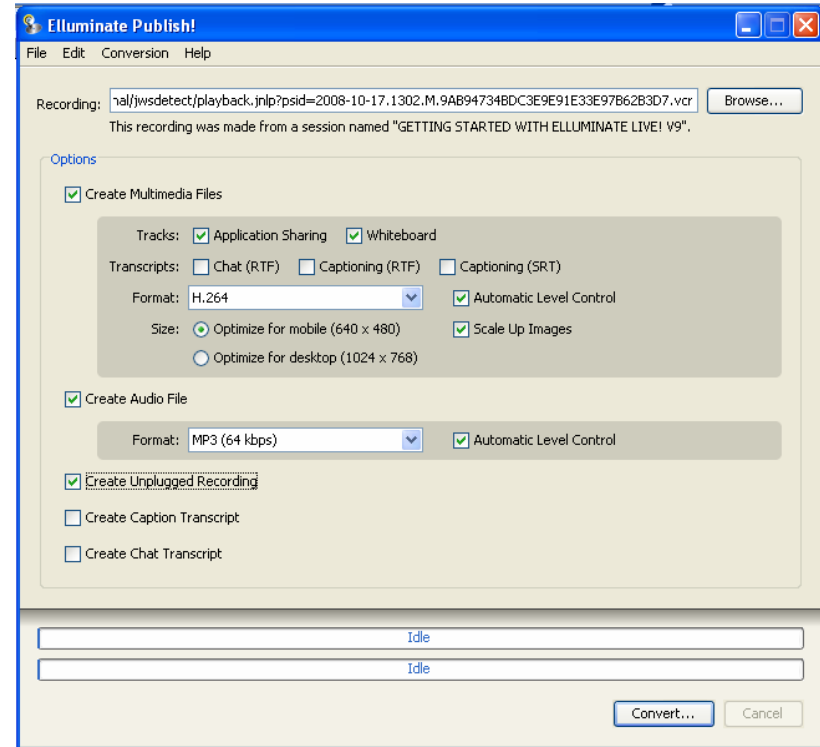 Elluminate Publish!
File Edit Conversion Help
Recording: nal/jwsdetect/playback.jnlp?psid=2008-10-17.1302.M.9AB94734BDC3E9E91E33E97B62B3D7.vcr Browse...
This recording was made from a session named "GETTING STARTED WITH ELLUMINATE LIVE! V9".
Options
Create Multimedia Files
Tracks: Application Sharing Whiteboard
Transcripts: Chat (RTF) Captioning (RTF) Captioning (SRT)
Format: H.264 Automatic Level Control
Size: Optimize for mobile (640 x 480) Scale Up Images
Optimize for desktop (1024 x 768)
Create Audio File
Format: MP3 (64 kbps) Automatic Level Control
Create Unplugged Recording
Create Caption Transcript
Create Chat Transcript
Idle
Idle
Convert... Cancel